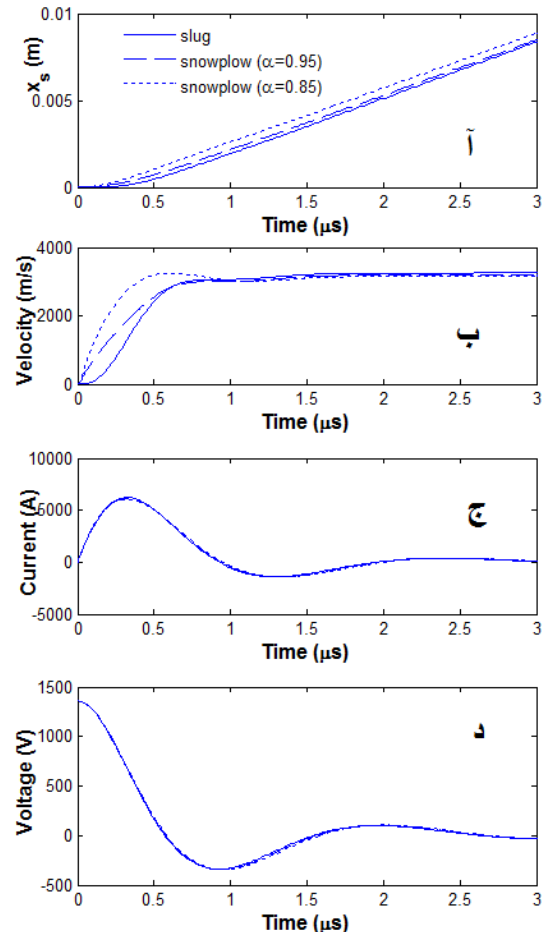 0.01
slug
snowplow (α=0.95)
snowplow (α=0.85)
0.005
0
x_s (m)
آ
0 0.5 1 1.5 2 2.5 3
Time (μs)
4000
2000
0
Velocity (m/s)
ب
0 0.5 1 1.5 2 2.5 3
Time (μs)
10000
5000
0
-5000
Current (A)
ج
0 0.5 1 1.5 2 2.5 3
Time (μs)
1500
1000
500
0
-500
Voltage (V)
د
0 0.5 1 1.5 2 2.5 3
Time (μs)